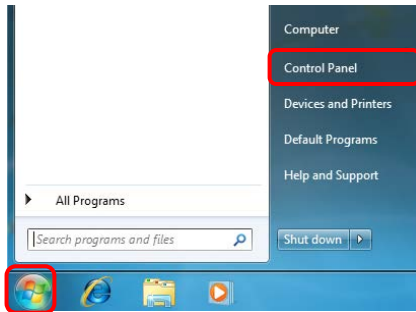 Computer
Control Panel
Devices and Printers
Default Programs
Help and Support
All Programs
Search programs and files
Shut down